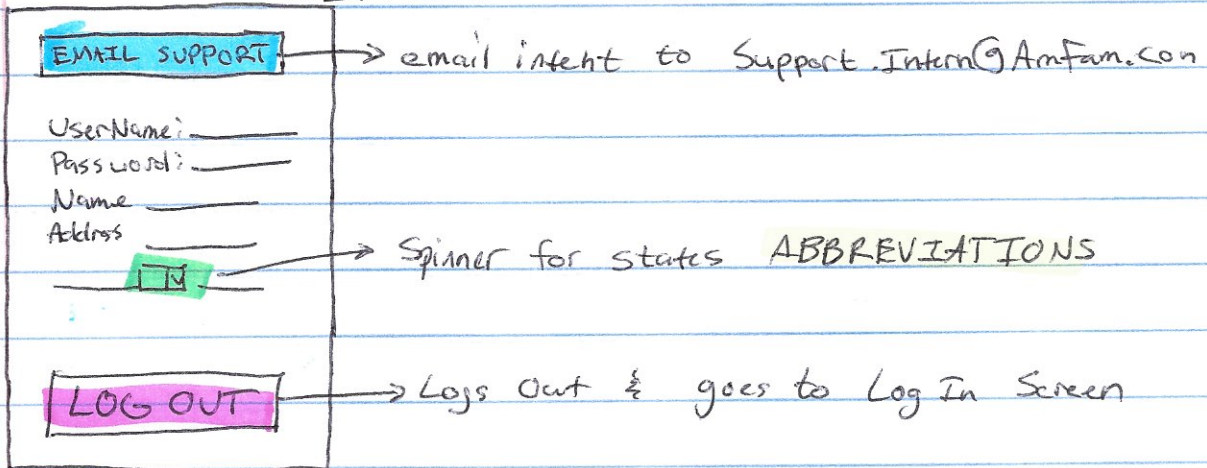 EMAIL SUPPORT → email intent to Support.Intern@AmFam.con
UserName:
Password:
Name
Address
→ Spinner for states ABBREVIATIONS
LOG OUT → Logs Out & goes to Log In Screen